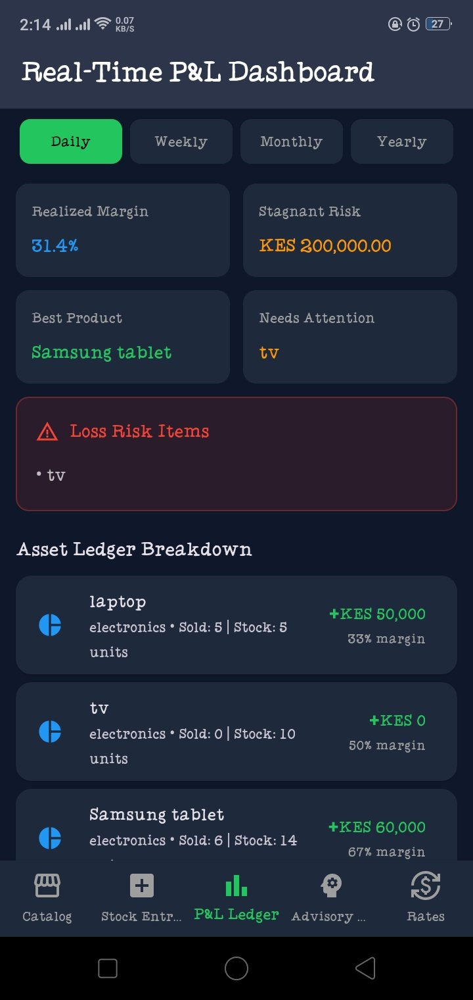 2:14
0.07
KB/S
27
Real-Time P&L Dashboard
Daily
Weekly
Monthly
Yearly
Realized Margin
31.4%
Stagnant Risk
KES 200,000.00
Best Product
Samsung tablet
Needs Attention
tv
Loss Risk Items
• tv
Asset Ledger Breakdown
laptop
electronics • Sold: 5 | Stock: 5
units
+KES 50,000
33% margin
tv
electronics • Sold: 0 | Stock: 10
units
+KES 0
50% margin
Samsung tablet
electronics • Sold: 6 | Stock: 14
+KES 60,000
67% margin
Catalog
Stock Entr...
P&L Ledger
Advisory ...
Rates